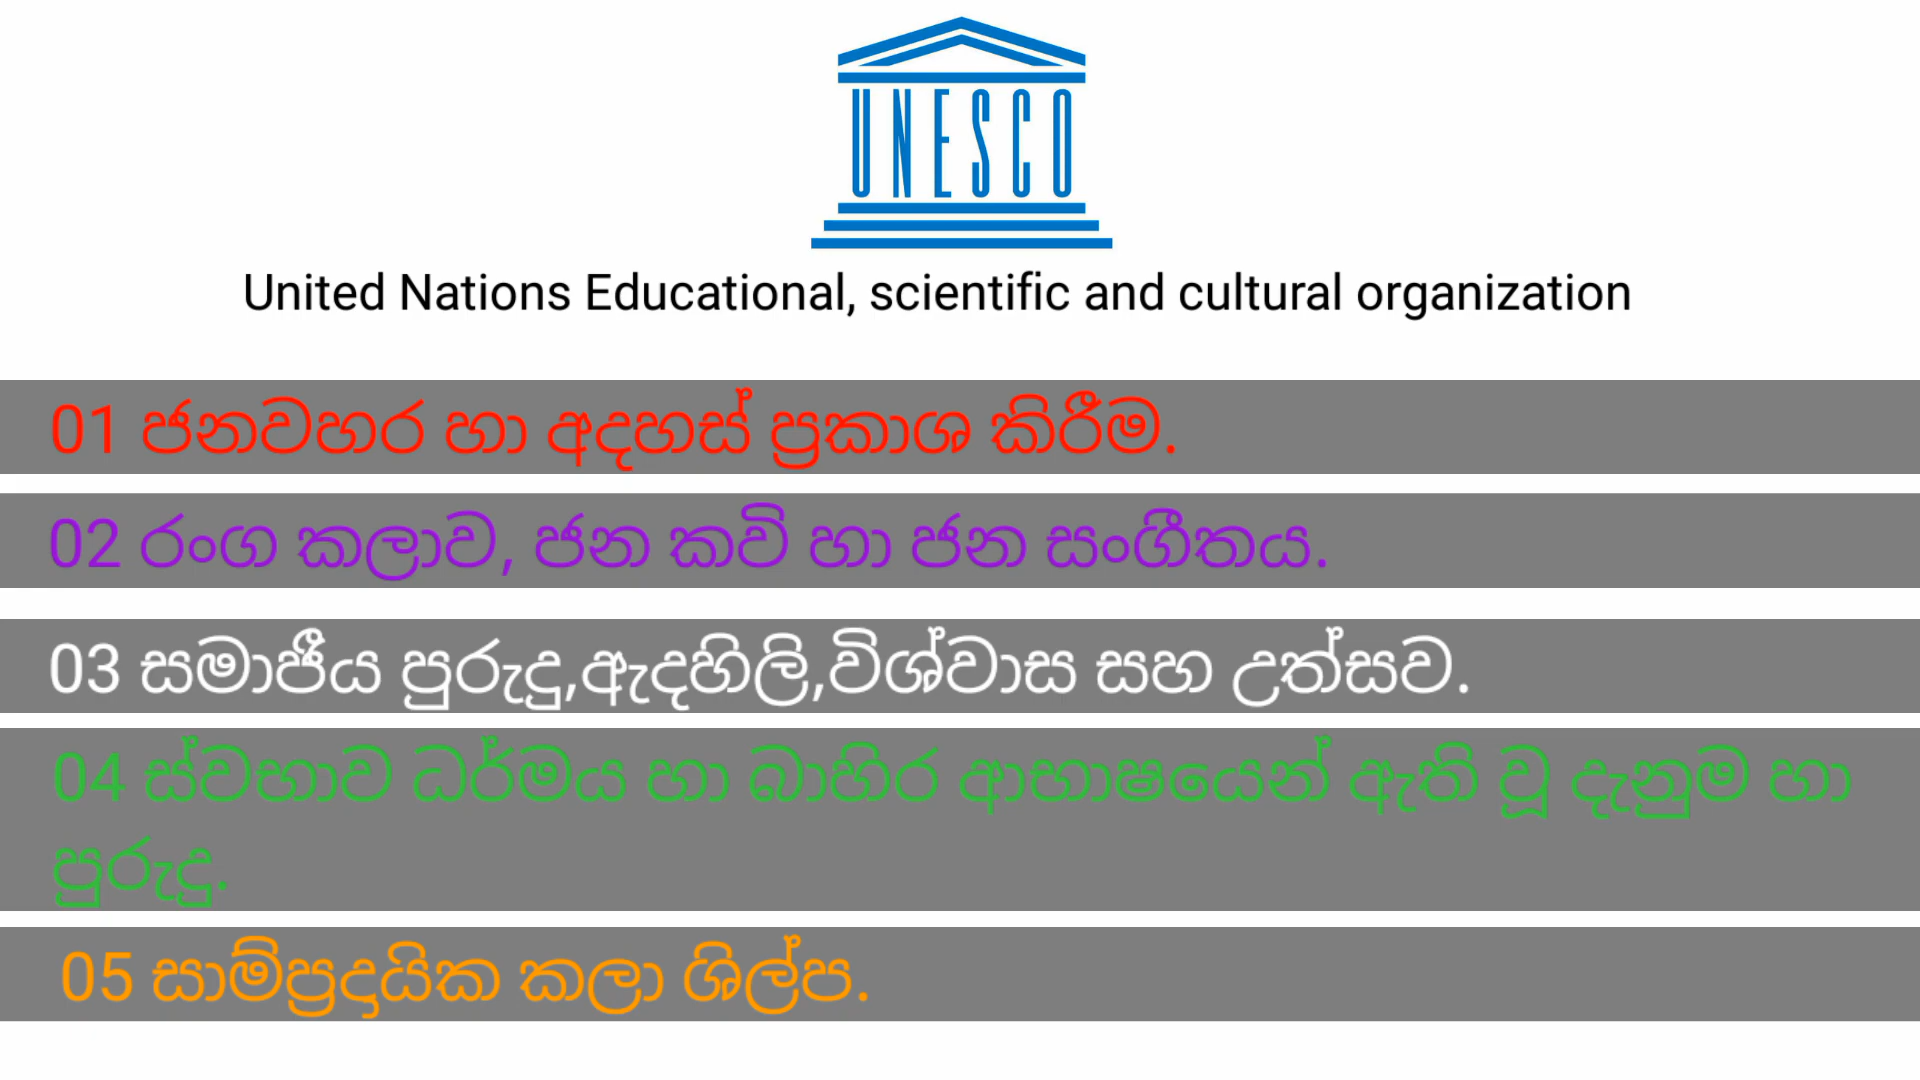 UNESCO
United Nations Educational, scientific and cultural organization
01 ජනවහර හා අදහස් ප්‍රකාශ කිරීම.
02 රංග කලාව, ජන කවි හා ජන සංගීතය.
03 සමාජීය පුරුදු,ඇදහිලි,විශ්වාස සහ උත්සව.
04 ස්වභාව ධර්මය හා බාහිර ආභාෂයෙන් ඇති වූ දැනුම හා
පුරුදු.
05 සාම්ප්‍රදායික කලා ශිල්ප.